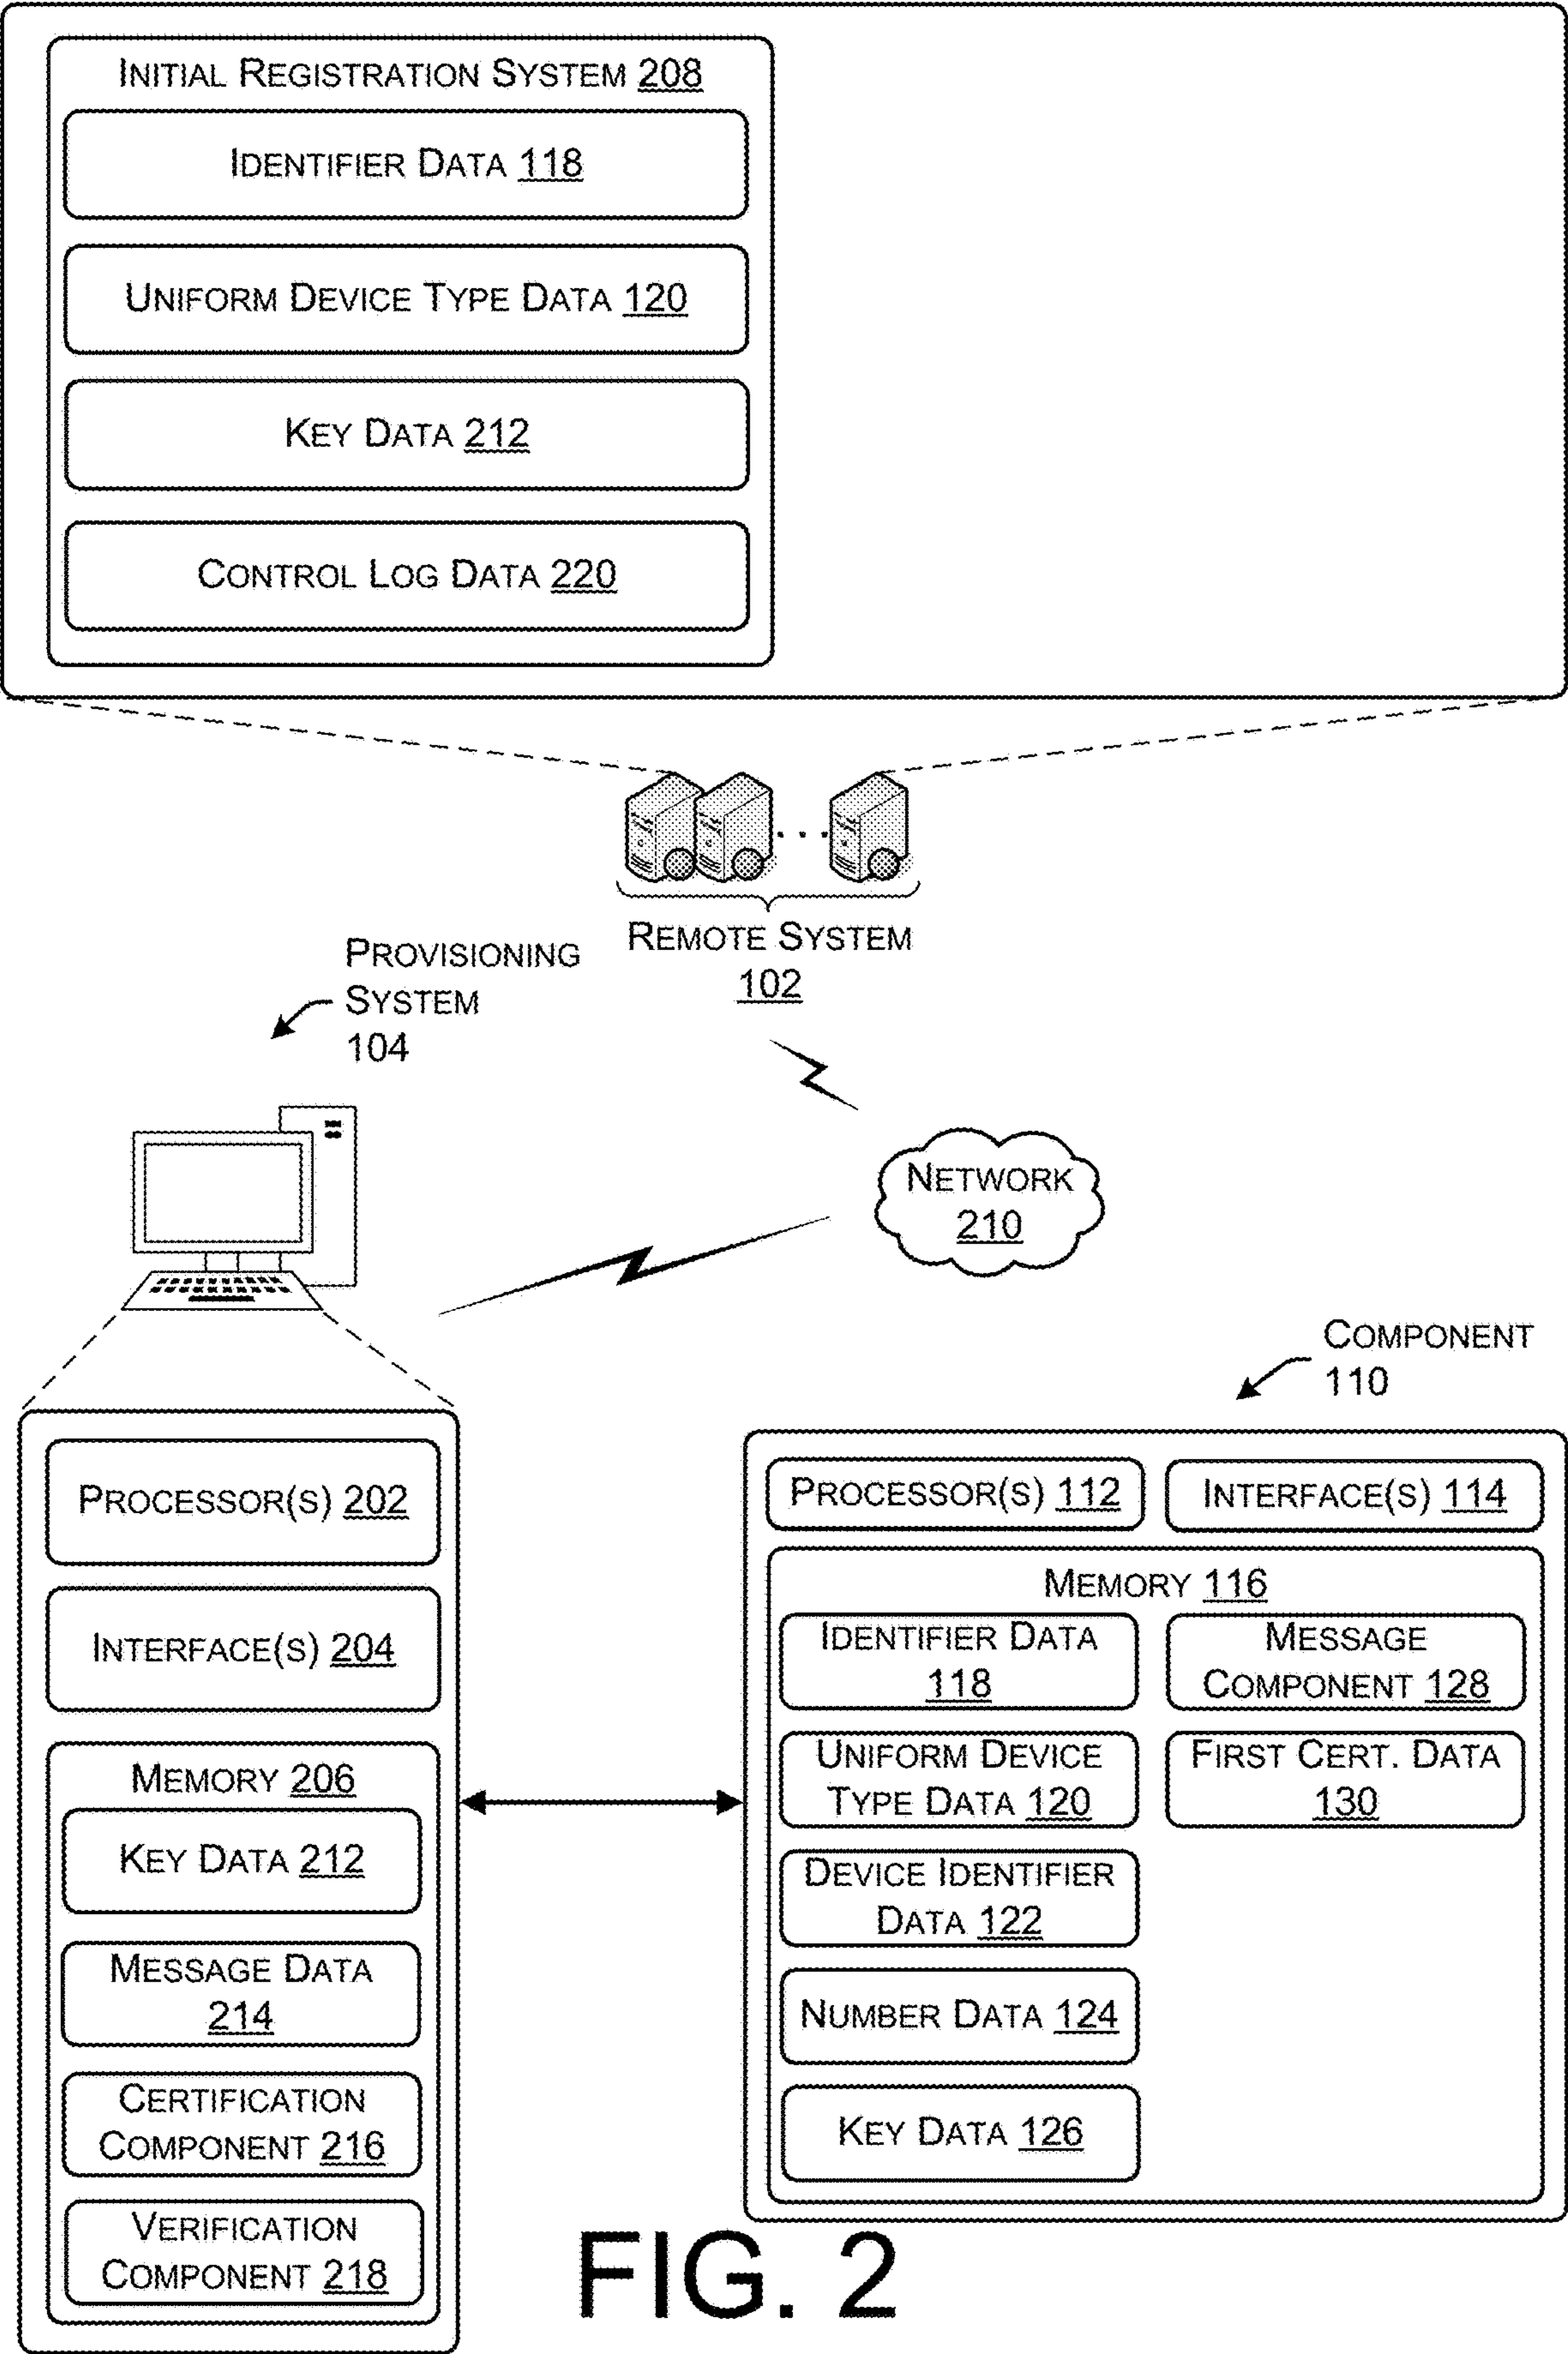 INITIAL REGISTRATION SYSTEM 208
IDENTIFIER DATA 118
UNIFORM DEVICE TYPE DATA 120
KEY DATA 212
CONTROL LOG DATA 220
REMOTE SYSTEM
102
PROVISIONING
SYSTEM
104
NETWORK
210
COMPONENT
110
PROCESSOR(S) 202
INTERFACE(S) 204
MEMORY 206
KEY DATA 212
MESSAGE DATA
214
CERTIFICATION
COMPONENT 216
VERIFICATION
COMPONENT 218
PROCESSOR(S) 112
INTERFACE(S) 114
MEMORY 116
IDENTIFIER DATA
118
UNIFORM DEVICE
TYPE DATA 120
DEVICE IDENTIFIER
DATA 122
NUMBER DATA 124
KEY DATA 126
MESSAGE
COMPONENT 128
FIRST CERT. DATA
130
FIG. 2